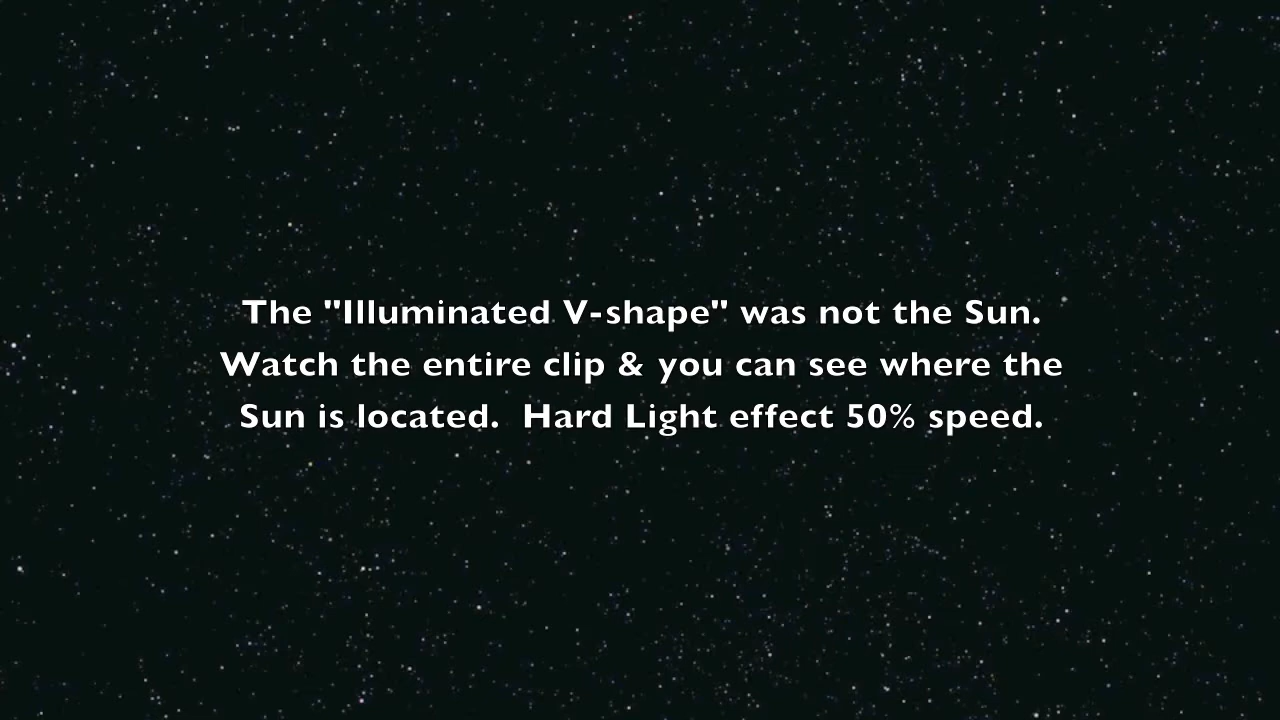 The "Illuminated V-shape" was not the Sun.
Watch the entire clip & you can see where the
Sun is located.  Hard Light effect 50% speed.